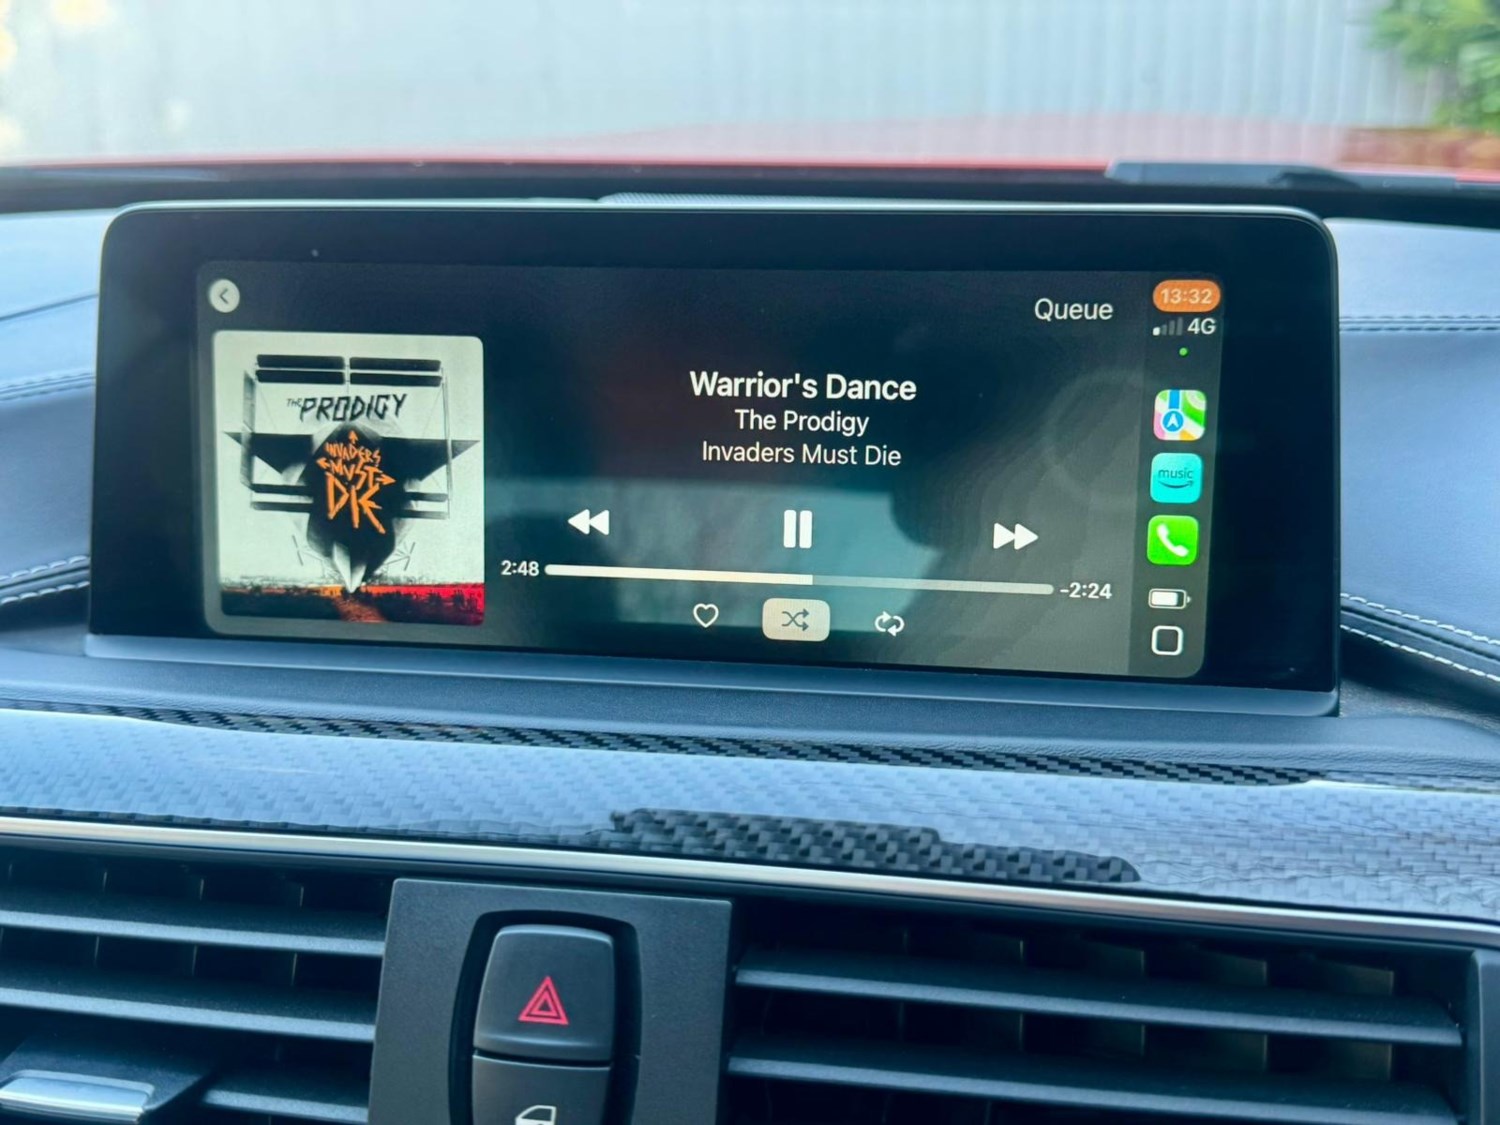 Queue
13:32
4G
THE PRODIGY
INVADERS
MUST
DIE
Warrior's Dance
The Prodigy
Invaders Must Die
music
2:48
-2:24